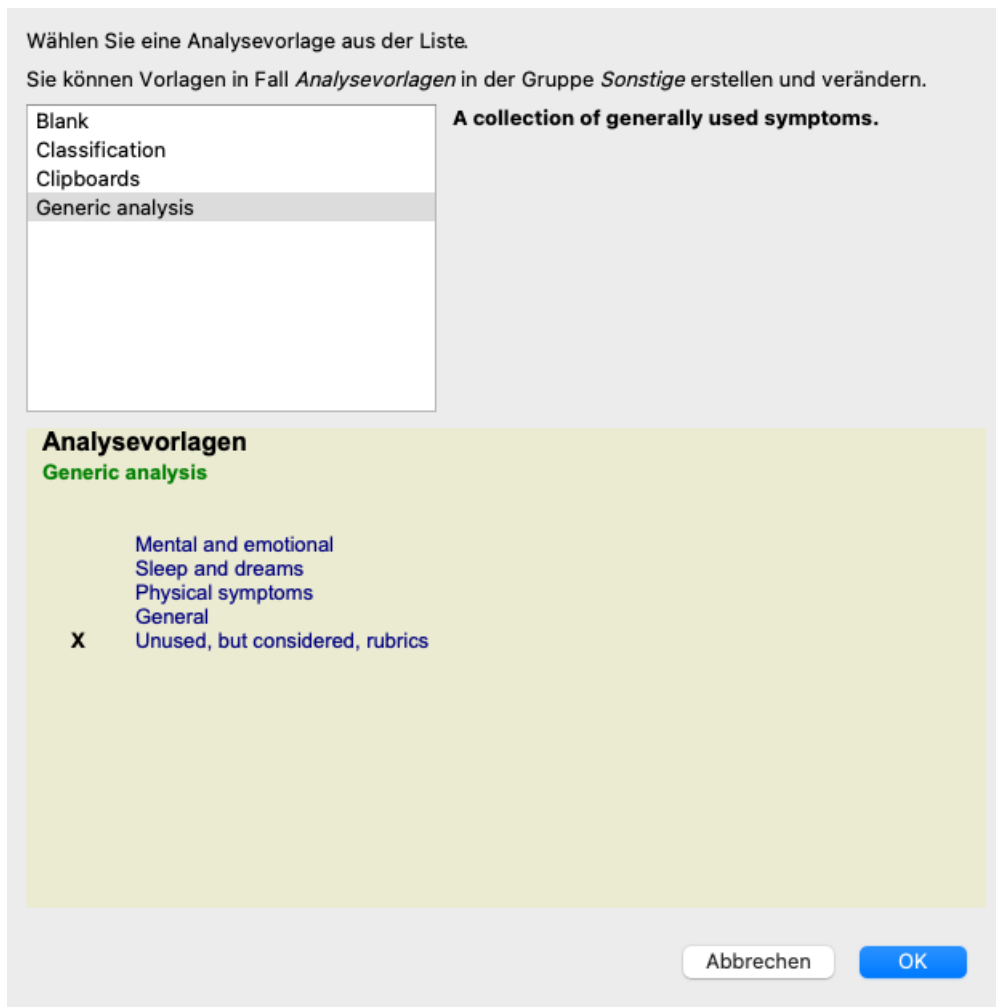 Wählen Sie eine Analysevorlage aus der Liste.
Sie können Vorlagen in Fall Analysevorlagen in der Gruppe Sonstige erstellen und verändern.
Blank
Classification
Clipboards
Generic analysis
A collection of generally used symptoms.
Analysevorlagen
Generic analysis
Mental and emotional
Sleep and dreams
Physical symptoms
General
X Unused, but considered, rubrics
Abbrechen OK